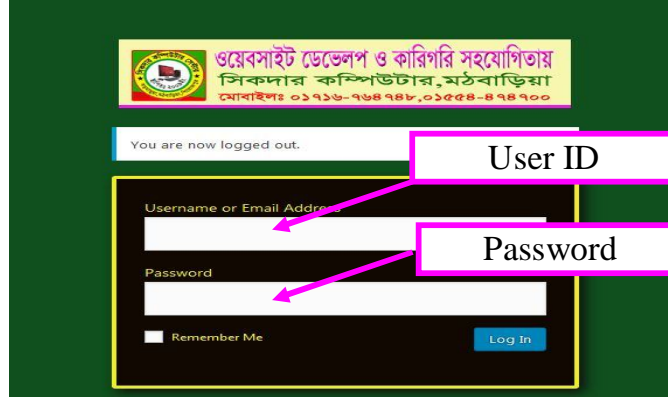 ওয়েবসাইট ডেভেলপ ও কারিগরি সহযোগিতায়
সিকদার কম্পিউটার,মঠবাড়িয়া
মোবাইলঃ ০১৭১৬-৭৬৪৭৪৮,০১৫৫৪-৪৭৪৭০০
You are now logged out.
User ID
Username or Email Address
Password
Password
Remember Me
Log In